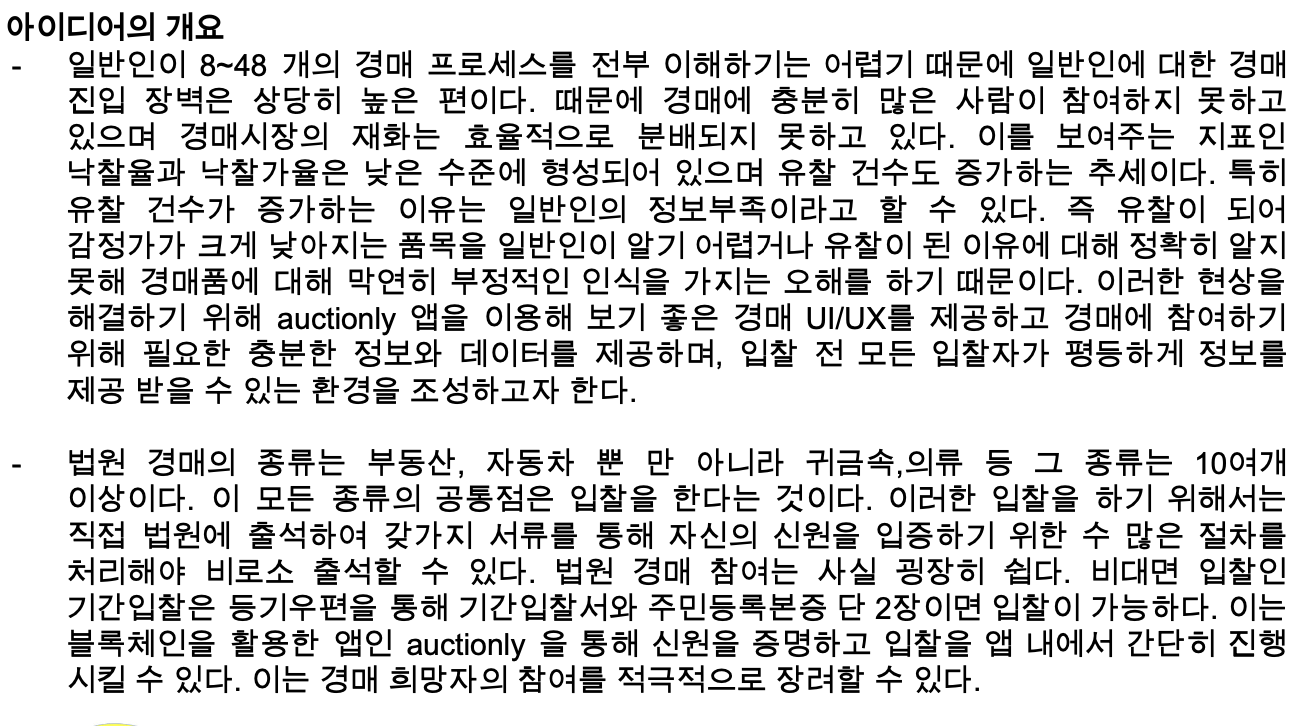 아이디어의 개요
- 일반인이 8~48 개의 경매 프로세스를 전부 이해하기는 어렵기 때문에 일반인에 대한 경매
진입 장벽은 상당히 높은 편이다. 때문에 경매에 충분히 많은 사람이 참여하지 못하고
있으며 경매시장의 재화는 효율적으로 분배되지 못하고 있다. 이를 보여주는 지표인
낙찰율과 낙찰가율은 낮은 수준에 형성되어 있으며 유찰 건수도 증가하는 추세이다. 특히
유찰 건수가 증가하는 이유는 일반인의 정보부족이라고 할 수 있다. 즉 유찰이 되어
감정가가 크게 낮아지는 품목을 일반인이 알기 어렵거나 유찰이 된 이유에 대해 정확히 알지
못해 경매품에 대해 막연히 부정적인 인식을 가지는 오해를 하기 때문이다. 이러한 현상을
해결하기 위해 auctionly 앱을 이용해 보기 좋은 경매 UI/UX를 제공하고 경매에 참여하기
위해 필요한 충분한 정보와 데이터를 제공하며, 입찰 전 모든 입찰자가 평등하게 정보를
제공 받을 수 있는 환경을 조성하고자 한다.
- 법원 경매의 종류는 부동산, 자동차 뿐 만 아니라 귀금속,의류 등 그 종류는 10여개
이상이다. 이 모든 종류의 공통점은 입찰을 한다는 것이다. 이러한 입찰을 하기 위해서는
직접 법원에 출석하여 갖가지 서류를 통해 자신의 신원을 입증하기 위한 수 많은 절차를
처리해야 비로소 출석할 수 있다. 법원 경매 참여는 사실 굉장히 쉽다. 비대면 입찰인
기간입찰은 등기우편을 통해 기간입찰서와 주민등록본증 단 2장이면 입찰이 가능하다. 이는
블록체인을 활용한 앱인 auctionly 을 통해 신원을 증명하고 입찰을 앱 내에서 간단히 진행
시킬 수 있다. 이는 경매 희망자의 참여를 적극적으로 장려할 수 있다.